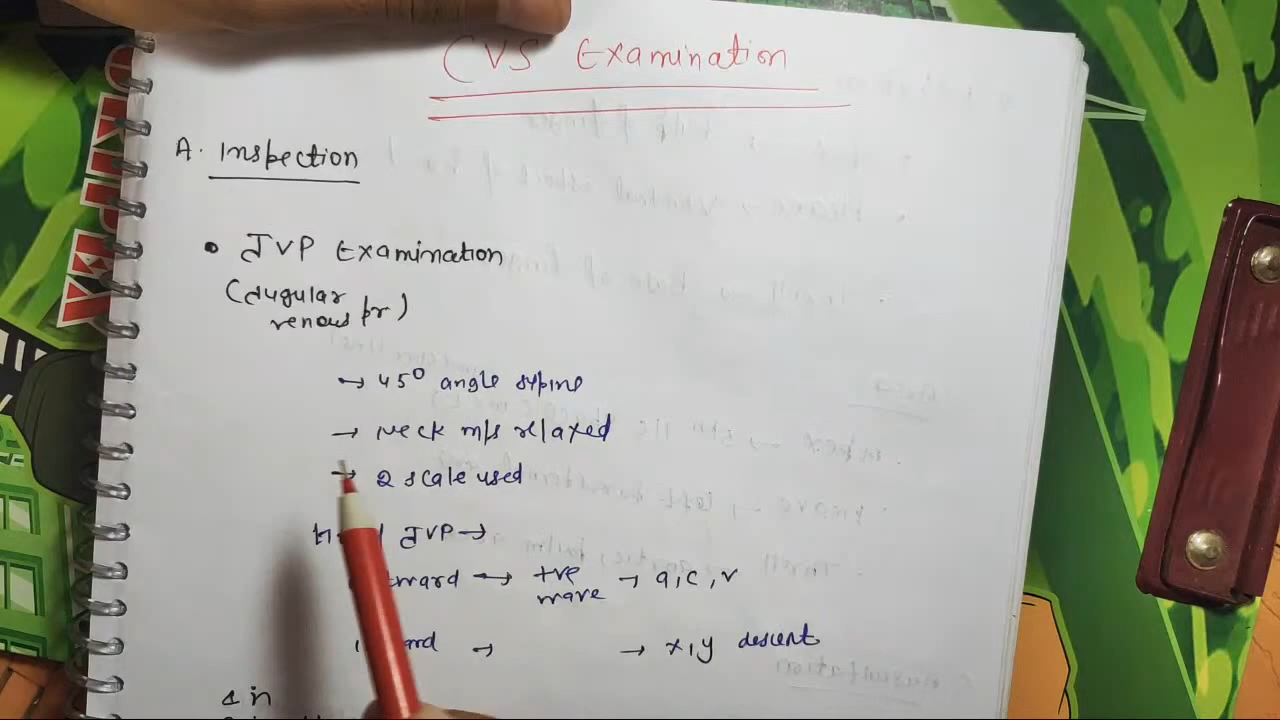 CVS Examination
A. Inspection
• JVP Examination
(Jugular
venous pr)
→ 45° angle supine
→ Neck m/s relaxed
→ 2 scale used
JVP →
→ +ve
wave → a, c, v
→ → x, y descent